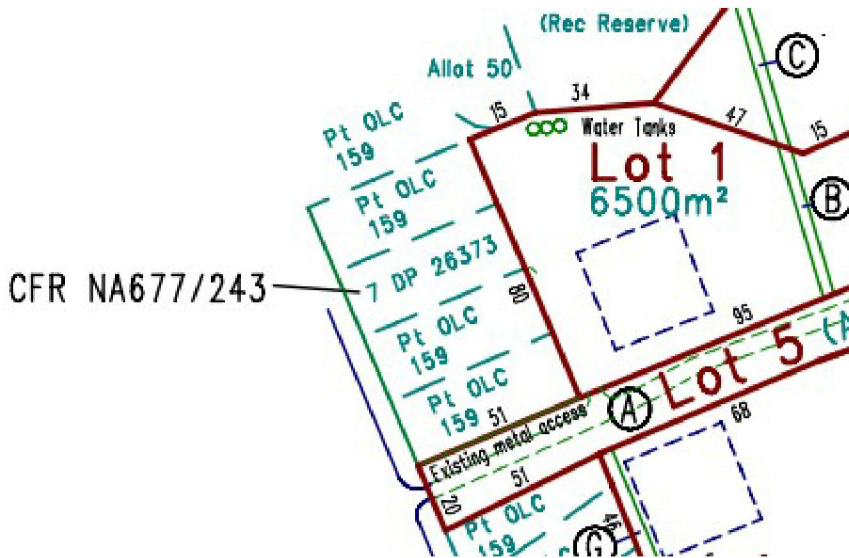 (Rec Reserve)
Allot 50
C
34
15
47
15
Water Tanks
Pt OLC
159
Lot 1
6500m²
Pt OLC
159
B
7 DP 26373
CFR NA677/243
80
95
Pt OLC
159
Lot 5 (A
Pt OLC
159
51
A
68
Existing metal access
51
20
Pt OLC
159
46
G